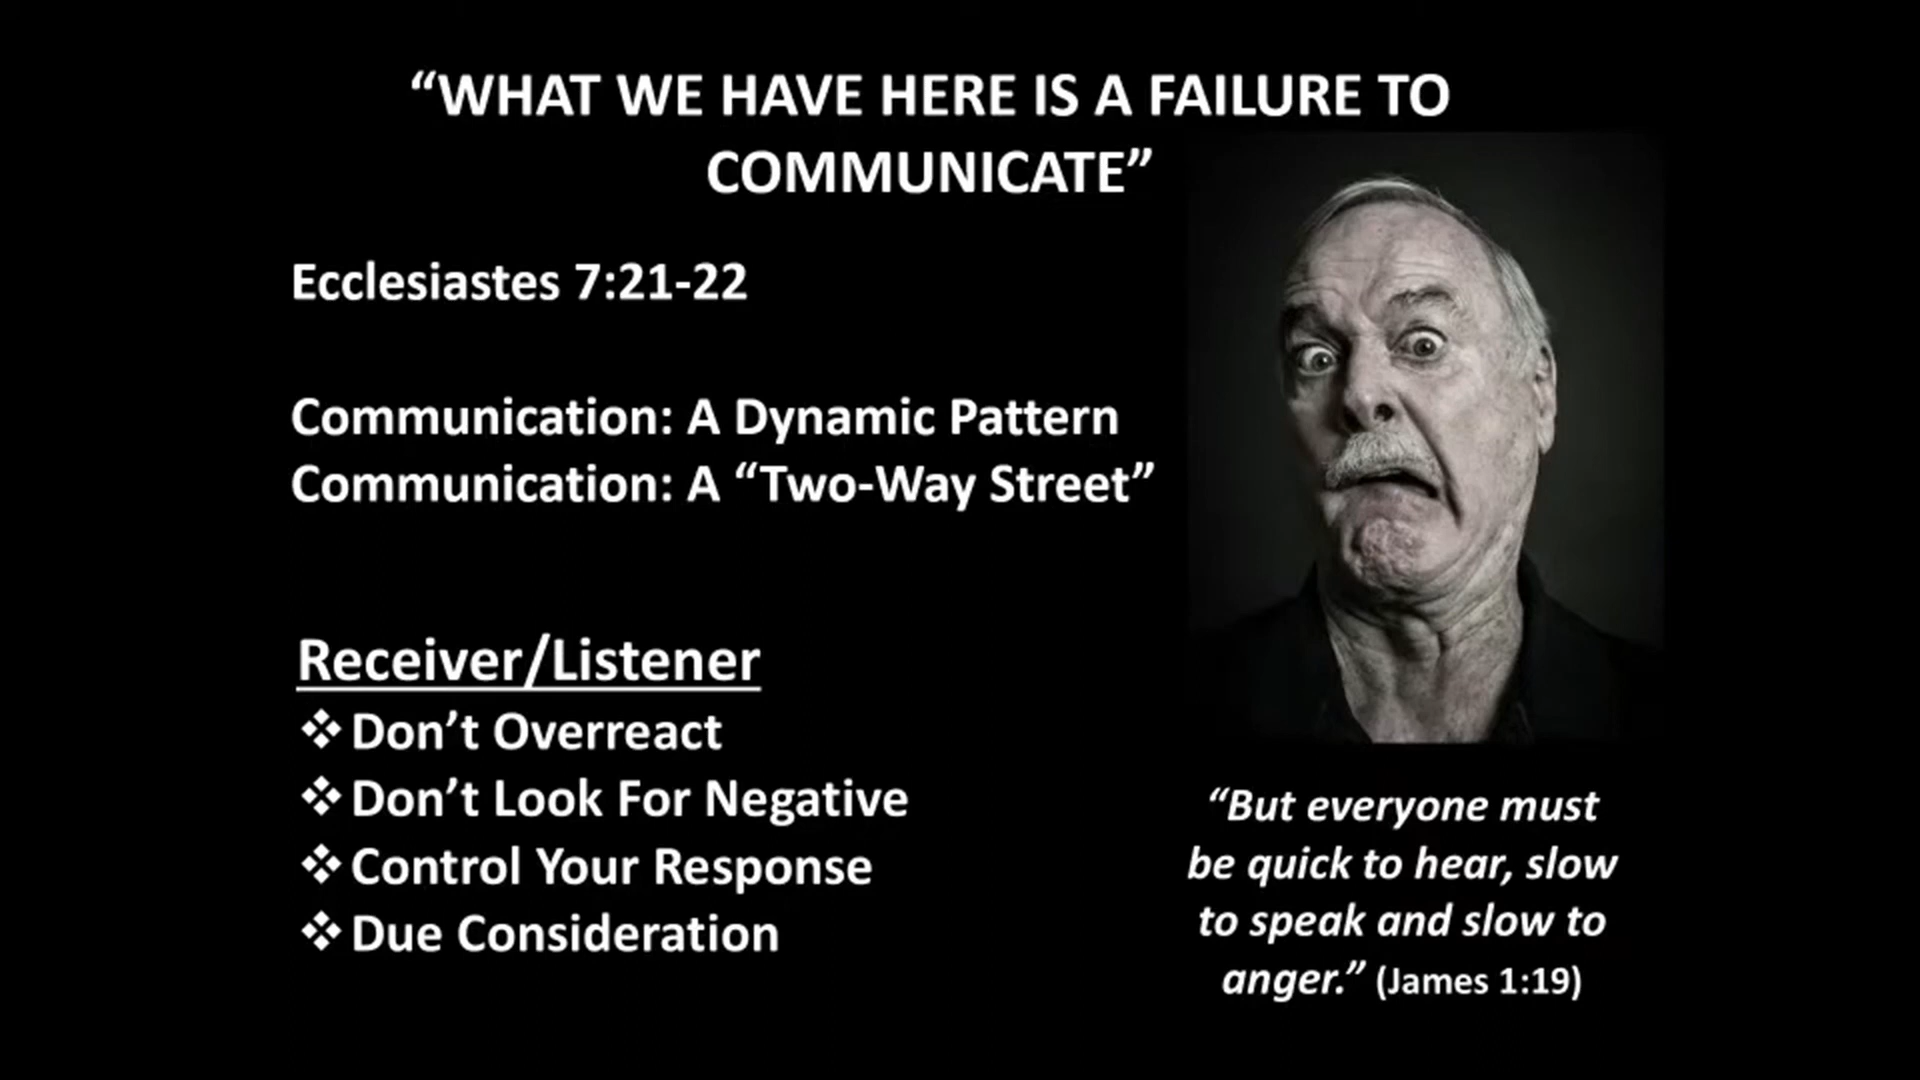 “WHAT WE HAVE HERE IS A FAILURE TO
COMMUNICATE”
Ecclesiastes 7:21-22
Communication: A Dynamic Pattern
Communication: A “Two-Way Street”
Receiver/Listener
❖Don’t Overreact
❖Don’t Look For Negative
❖Control Your Response
❖Due Consideration
“But everyone must
be quick to hear, slow
to speak and slow to
anger.” (James 1:19)